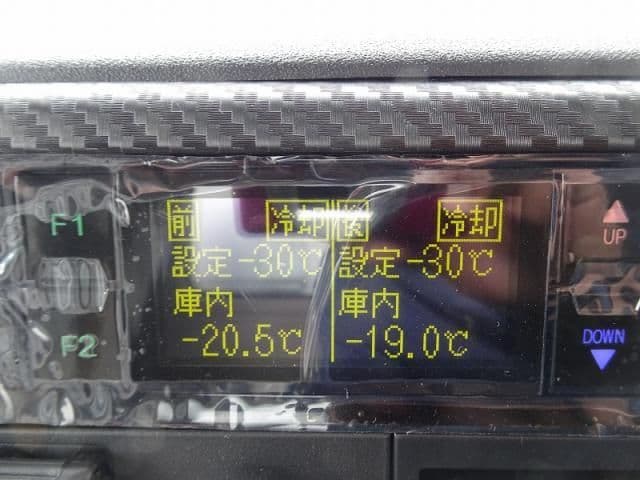 F1
F2
前 冷却
設定-30℃
庫内
-20.5℃
後 冷却
設定-30℃
庫内
-19.0℃
UP
DOWN